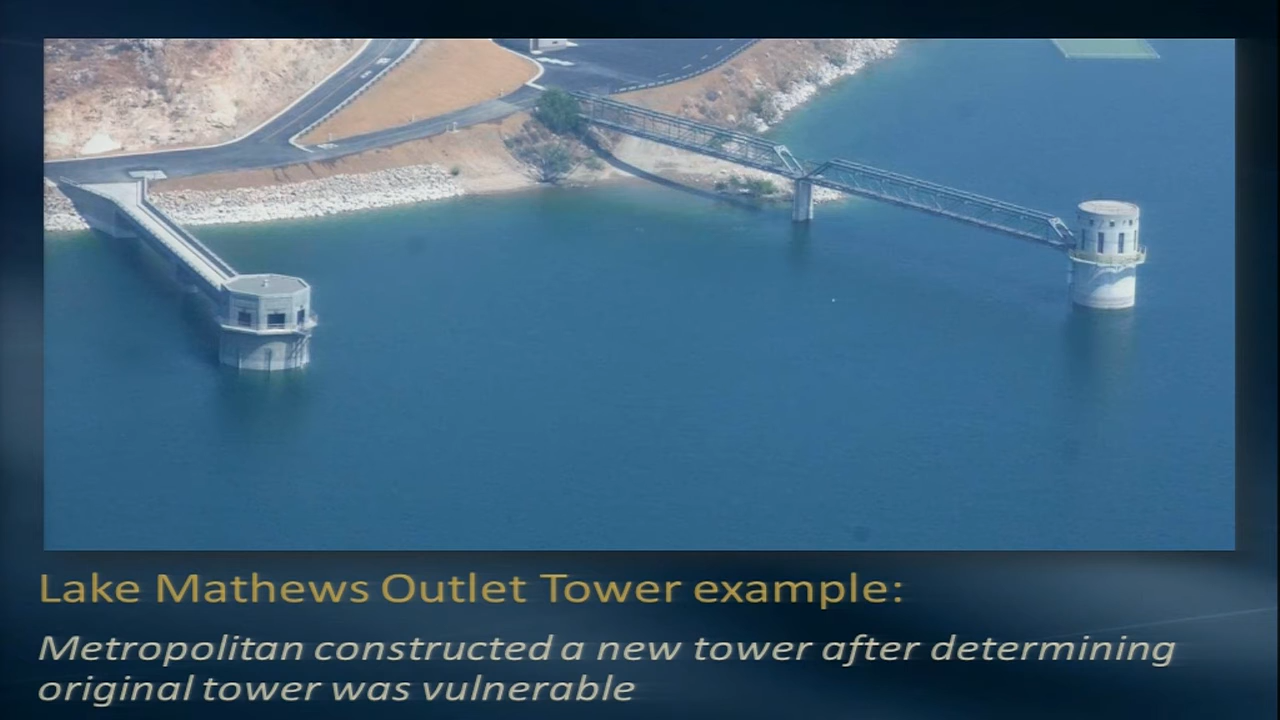 Lake Mathews Outlet Tower example:
Metropolitan constructed a new tower after determining
original tower was vulnerable